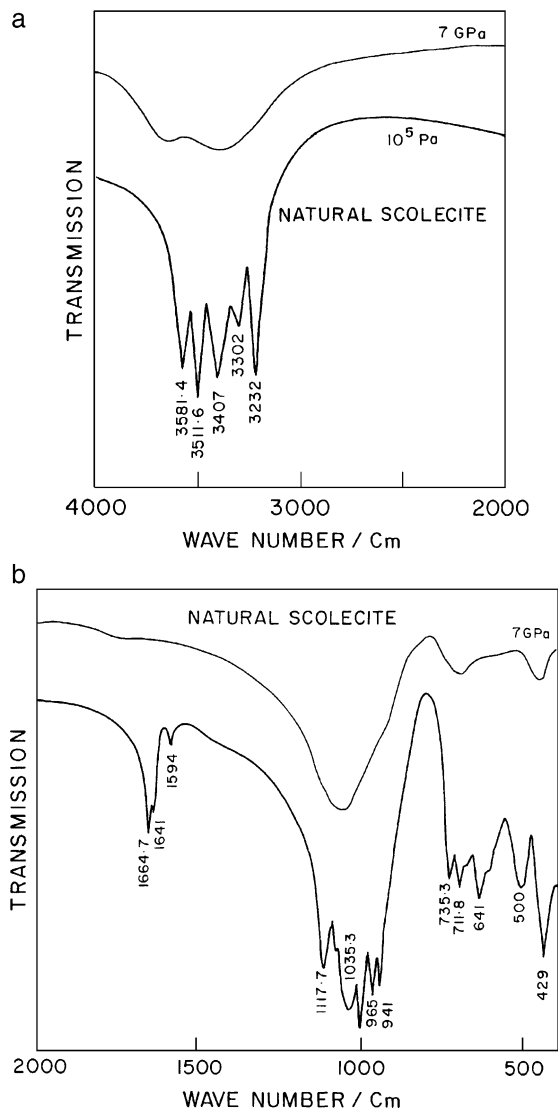 a
7 GPa
10⁵ Pa
NATURAL SCOLECITE
TRANSMISSION
3581·4
3511·6
3407
3302
3232
4000 3000 2000
WAVE NUMBER / Cm
b
NATURAL SCOLECITE
7GPa
TRANSMISSION
1664·7
1641
1594
1117·7
1035·3
965
941
735·3
711·8
641
500
429
2000 1500 1000 500
WAVE NUMBER / Cm